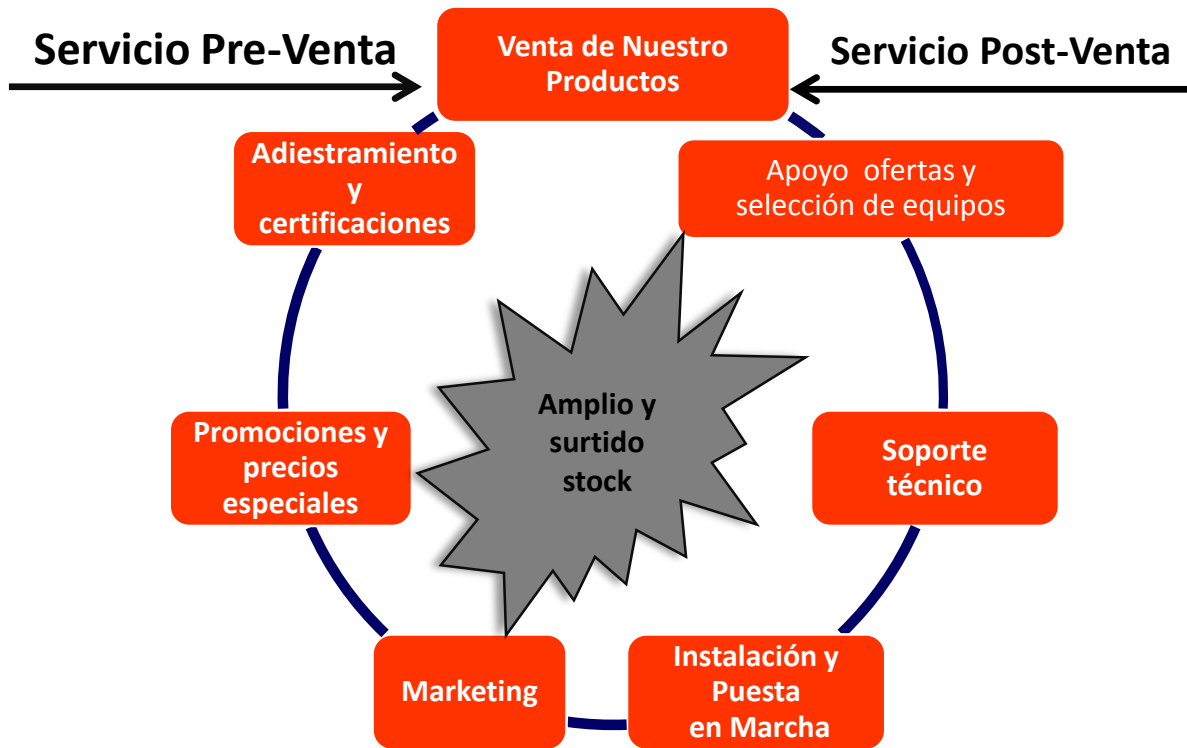 Servicio Pre-Venta
Venta de Nuestro
Productos
Servicio Post-Venta
Adiestramiento
y
certificaciones
Apoyo ofertas y
selección de equipos
Amplio y
surtido
stock
Promociones y
precios
especiales
Soporte
técnico
Marketing
Instalación y
Puesta
en Marcha